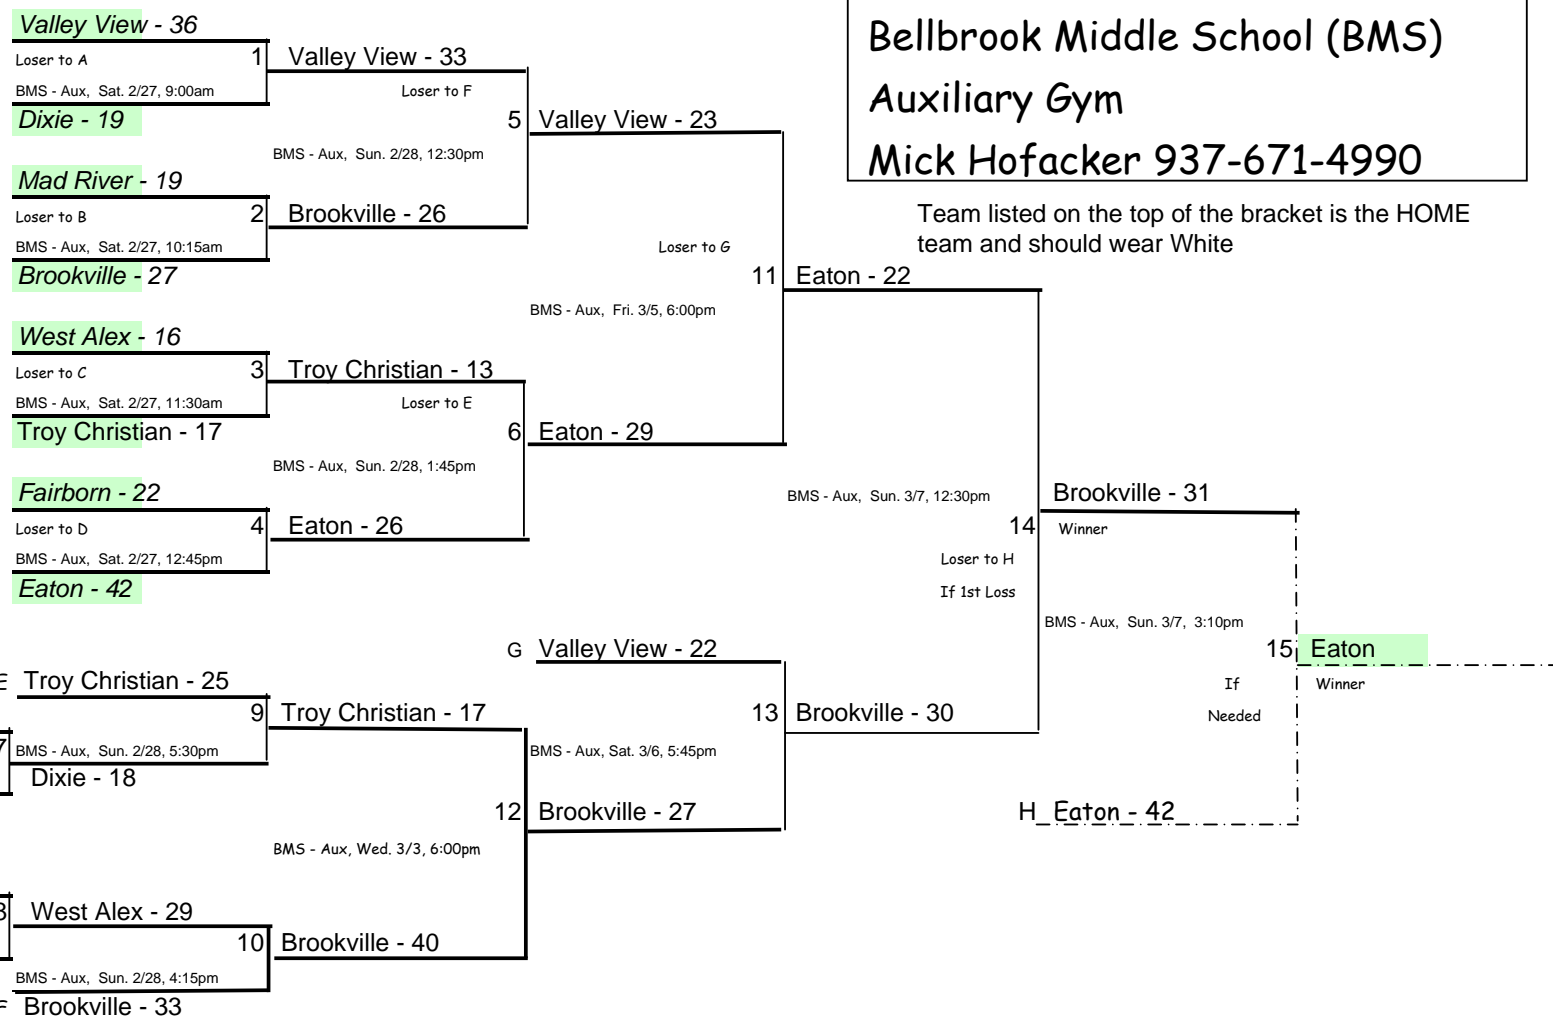 Valley View - 36
Loser to A
1
BMS - Aux, Sat. 2/27, 9:00am
Dixie - 19
Mad River - 19
Loser to B
2
BMS - Aux, Sat. 2/27, 10:15am
Brookville - 27
West Alex - 16
Loser to C
3
BMS - Aux, Sat. 2/27, 11:30am
Troy Christian - 17
Fairborn - 22
Loser to D
4
BMS - Aux, Sat. 2/27, 12:45pm
Eaton - 42
Valley View - 33
Loser to F
5
BMS - Aux, Sun. 2/28, 12:30pm
Brookville - 26
Troy Christian - 13
Loser to E
6
BMS - Aux, Sun. 2/28, 1:45pm
Eaton - 26
Valley View - 23
Loser to G
11
BMS - Aux, Fri. 3/5, 6:00pm
Eaton - 29
Bellbrook Middle School (BMS)
Auxiliary Gym
Mick Hofacker 937-671-4990
Team listed on the top of the bracket is the HOME
team and should wear White
Eaton - 22
BMS - Aux, Sun. 3/7, 12:30pm
14
Loser to H
If 1st Loss
Brookville - 31
Winner
BMS - Aux, Sun. 3/7, 3:10pm
15
If
Needed
Eaton
Winner
H Eaton - 42
E Troy Christian - 25
9
7
BMS - Aux, Sun. 2/28, 5:30pm
Dixie - 18
Troy Christian - 17
12
BMS - Aux, Wed. 3/3, 6:00pm
G Valley View - 22
13
BMS - Aux, Sat. 3/6, 5:45pm
Brookville - 27
Brookville - 30
8
West Alex - 29
10
BMS - Aux, Sun. 2/28, 4:15pm
F Brookville - 33
Brookville - 40